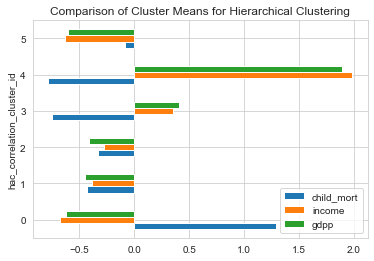 Comparison of Cluster Means for Hierarchical Clustering
hac_correlation_cluster_id
5
4
3
2
1
0
−0.5
0.0
0.5
1.0
1.5
2.0
child_mort
income
gdpp